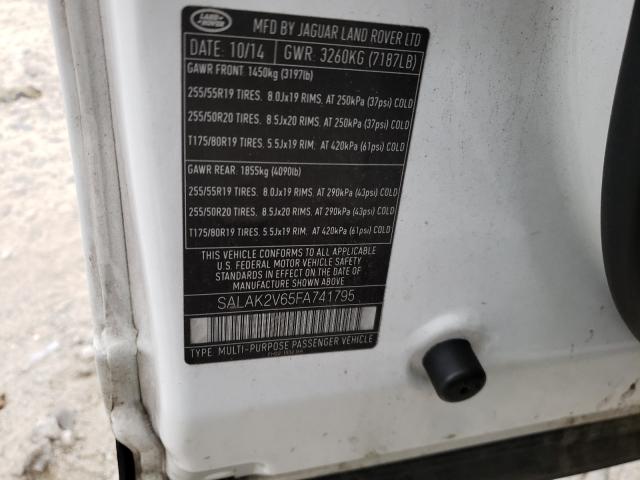 LAND ROVER
MFD BY JAGUAR LAND ROVER LTD
DATE: 10/14 GWR: 3260KG (7187LB)
GAWR FRONT 1450kg (3197lb)
255/55R19 TIRES. 8.0Jx19 RIMS, AT 250kPa (37psi) COLD
255/50R20 TIRES. 8.5Jx20 RIMS, AT 250kPa (37psi) COLD
T175/80R19 TIRES. 5.5Jx19 RIM. AT 420kPa (61psi) COLD
GAWR REAR. 1855kg (4090lb)
255/55R19 TIRES. 8.0Jx19 RIMS, AT 290kPa (43psi) COLD
255/50R20 TIRES. 8.5Jx20 RIMS, AT 290kPa (43psi) COLD
T175/80R19 TIRES. 5.5Jx19 RIM. AT 420kPa (61psi) COLD
THIS VEHICLE CONFORMS TO ALL APPLICABLE
U.S. FEDERAL MOTOR VEHICLE SAFETY
STANDARDS IN EFFECT ON THE DATE OF
MANUFACTURE SHOWN ABOVE
SALAK2V65FA741795
TYPE: MULTI-PURPOSE PASSENGER VEHICLE